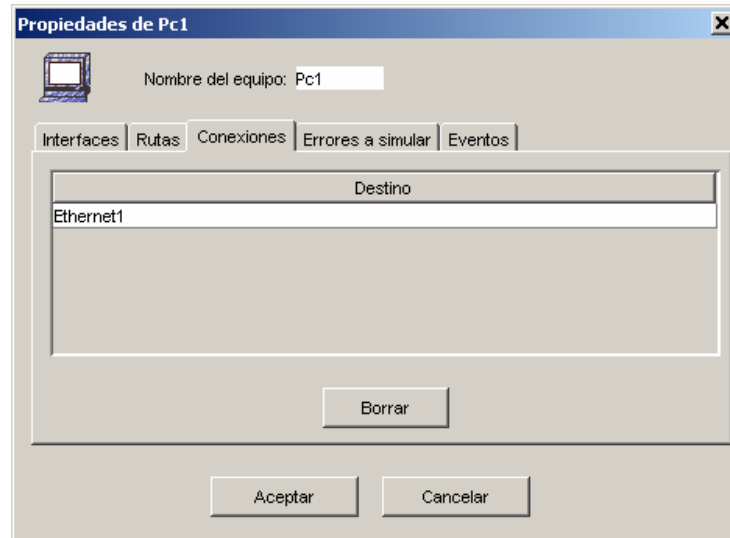 Propiedades de Pc1
Nombre del equipo: Pc1
Interfaces Rutas Conexiones Errores a simular Eventos
Destino
Ethernet1
Borrar
Aceptar Cancelar